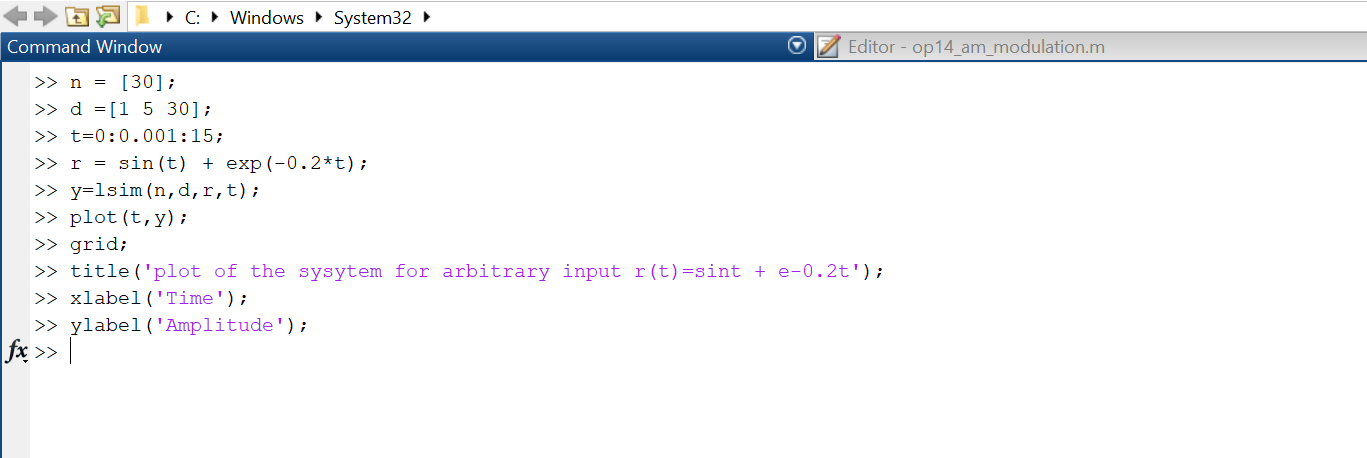 C: Windows System32
Command Window
Editor - op14_am_modulation.m
>> n = [30];
>> d =[1 5 30];
>> t=0:0.001:15;
>> r = sin(t) + exp(-0.2*t);
>> y=lsim(n,d,r,t);
>> plot(t,y);
>> grid;
>> title('plot of the sysytem for arbitrary input r(t)=sint + e-0.2t');
>> xlabel('Time');
>> ylabel('Amplitude');
fx >>